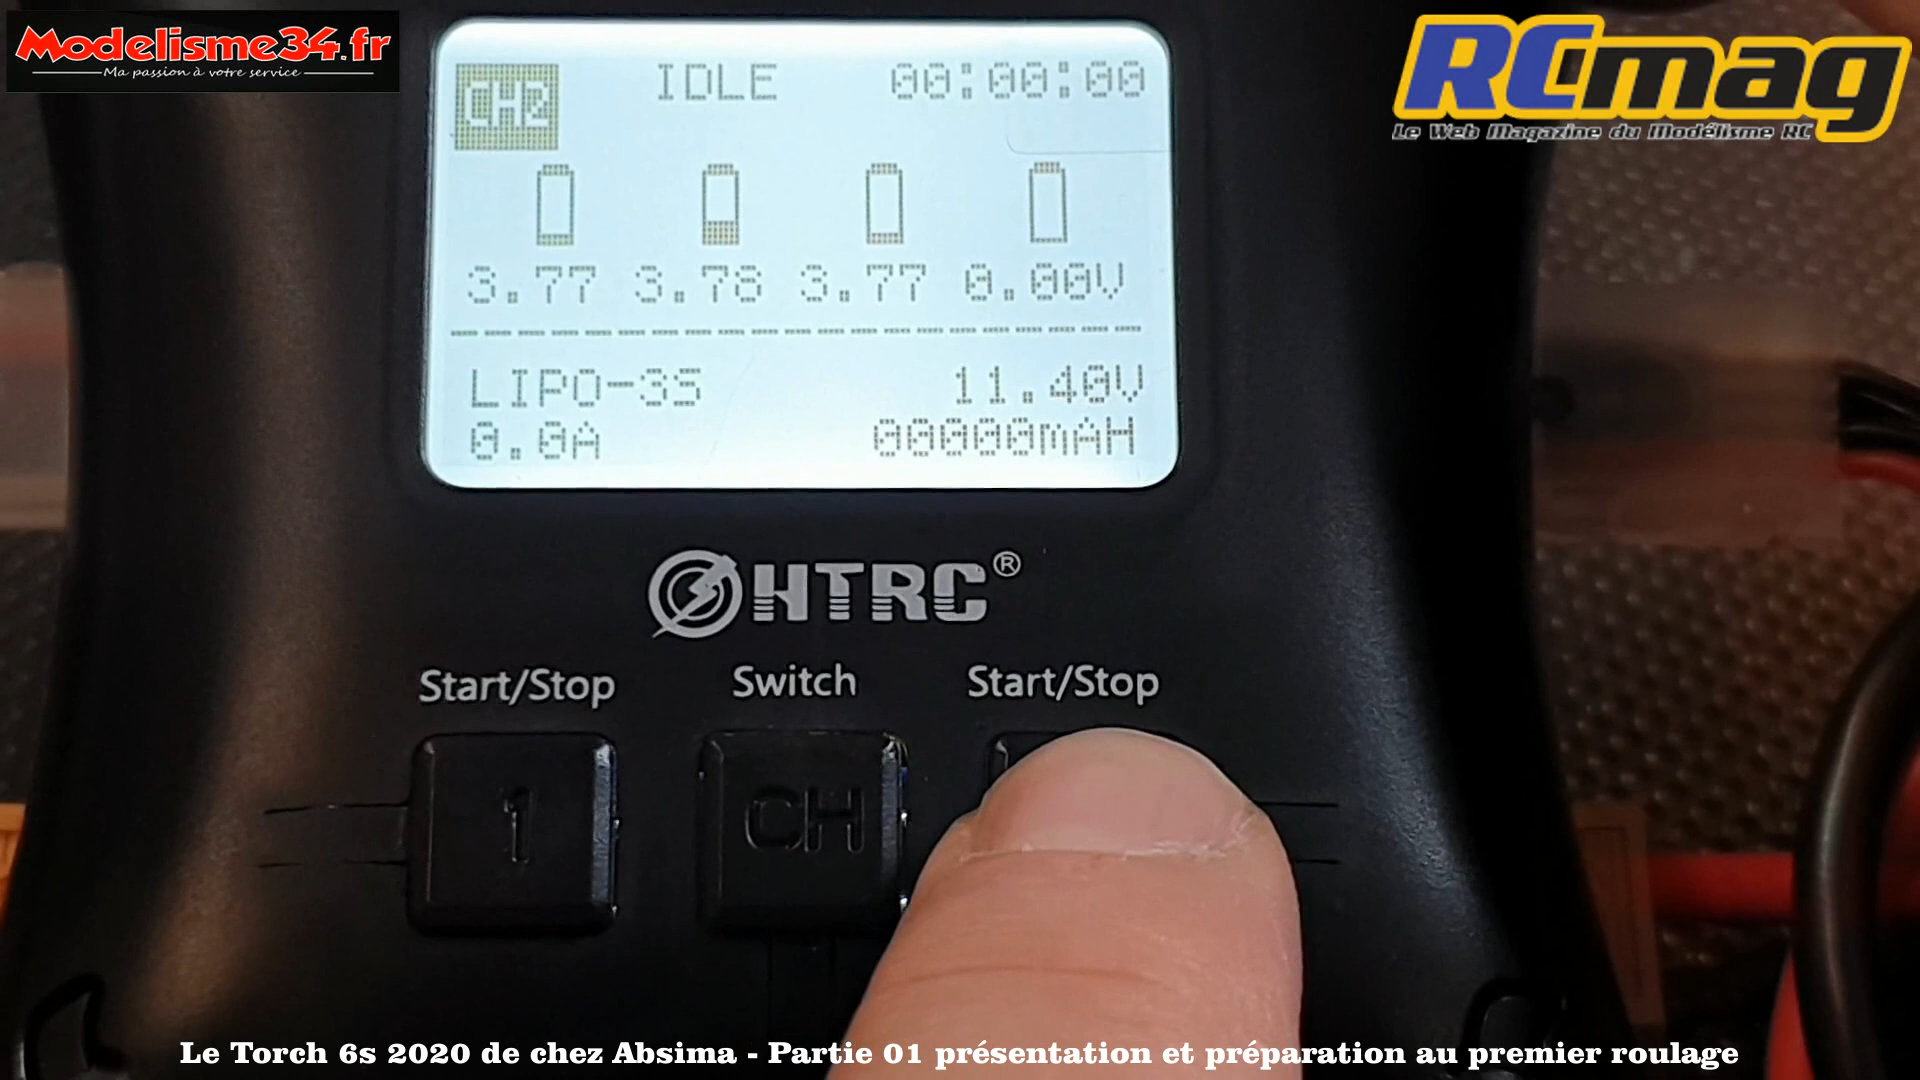 Modelisme34.fr
Ma passion à votre service
RCmag
Le Web Magazine du Modélisme RC
CH2 IDLE 00:00:00
3.77 3.78 3.77 0.00V
LIPO-3S 11.40V
0.0A 00000mAH
HTRC®
Start/Stop Switch Start/Stop
1 CH
Le Torch 6s 2020 de chez Absima - Partie 01 présentation et préparation au premier roulage